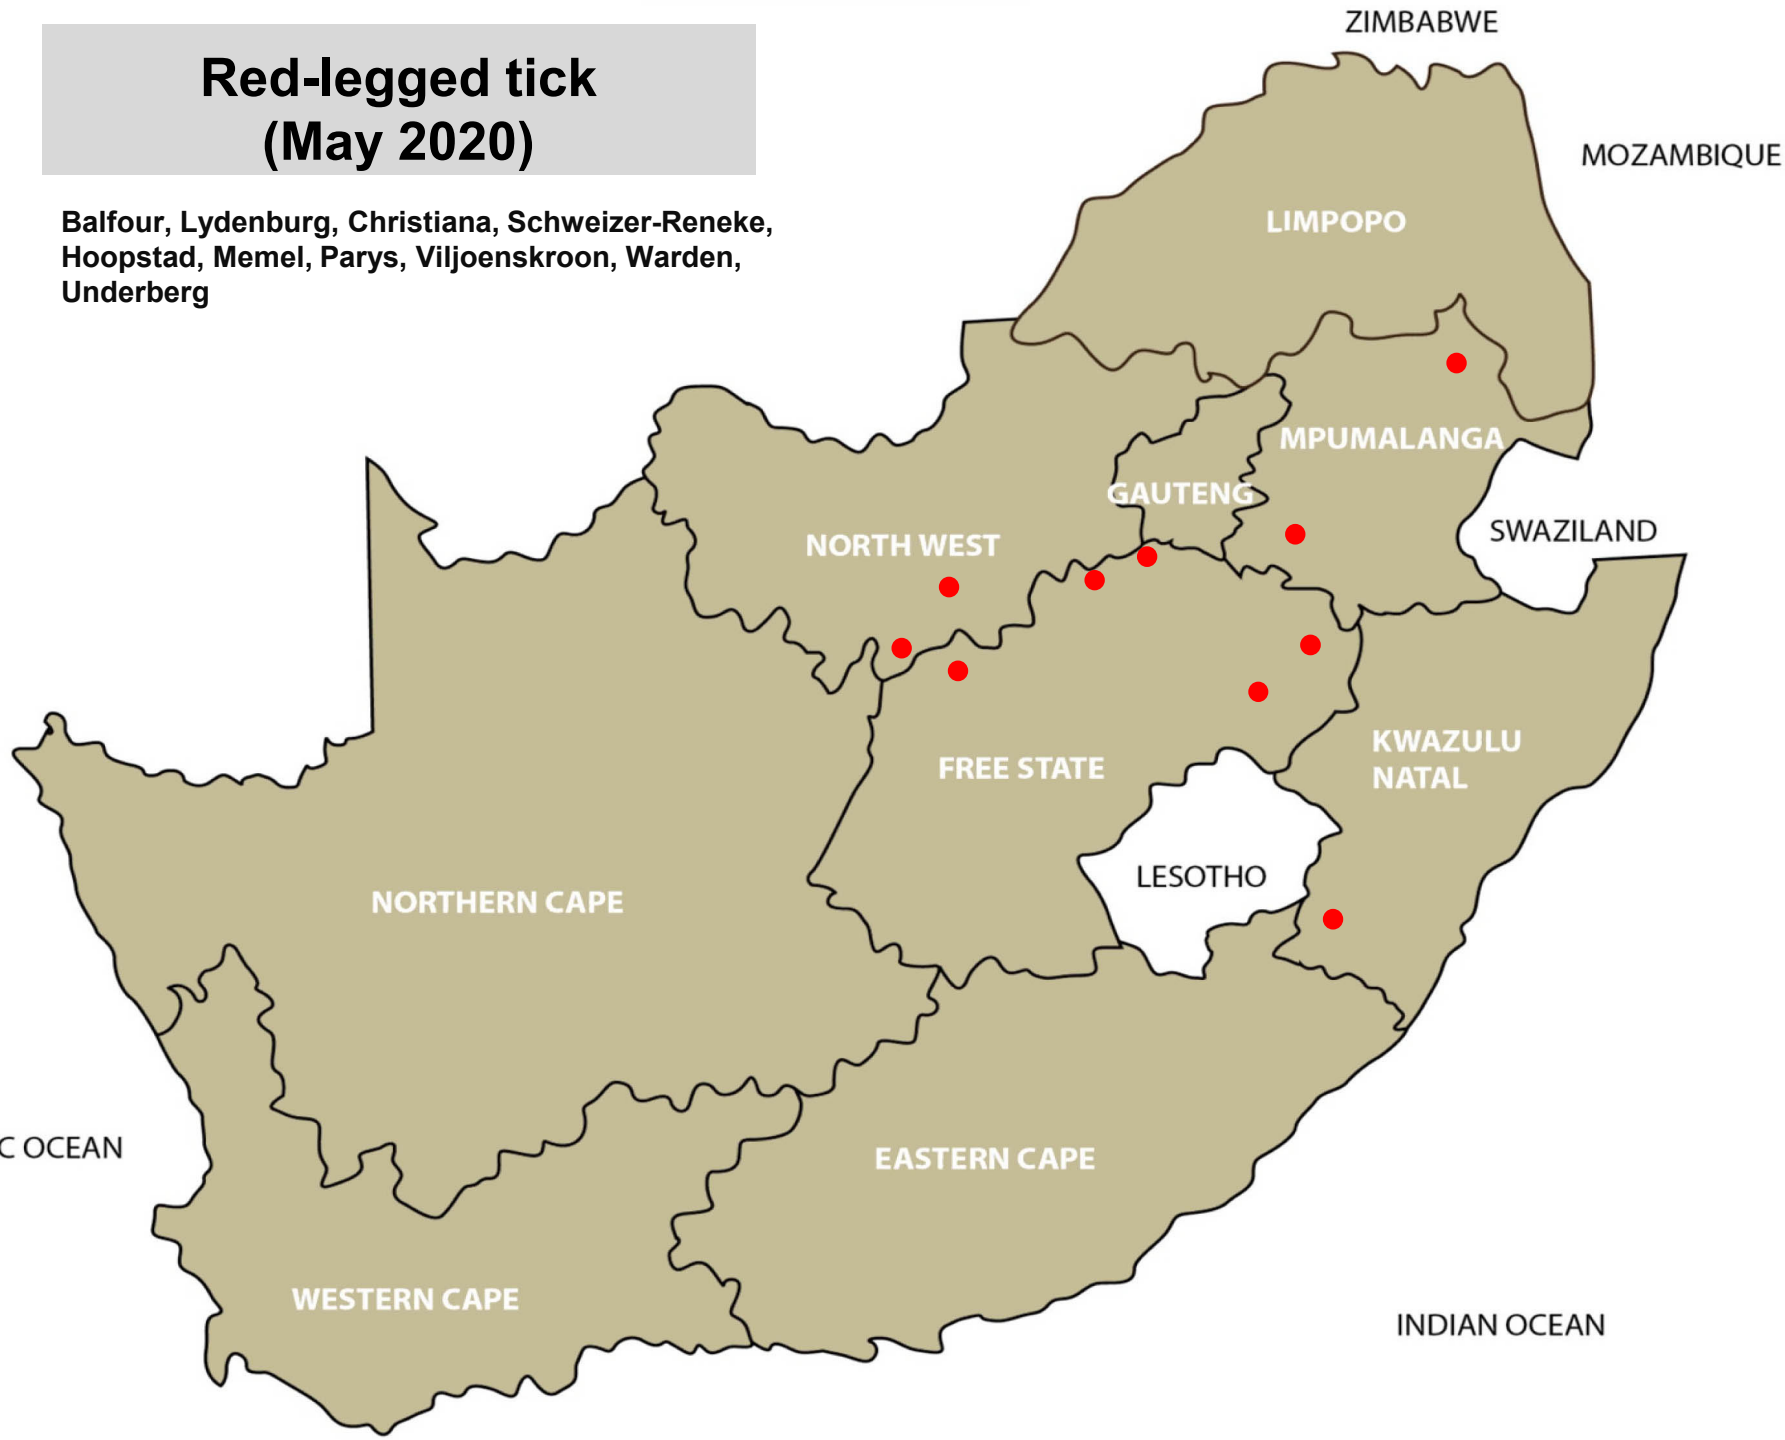 Red-legged tick
(May 2020)
Balfour, Lydenburg, Christiana, Schweizer-Reneke,
Hoopstad, Memel, Parys, Viljoenskroon, Warden,
Underberg
ZIMBABWE
MOZAMBIQUE
LIMPOPO
MPUMALANGA
GAUTENG
SWAZILAND
NORTH WEST
KWAZULU
NATAL
FREE STATE
LESOTHO
NORTHERN CAPE
C OCEAN
EASTERN CAPE
WESTERN CAPE
INDIAN OCEAN